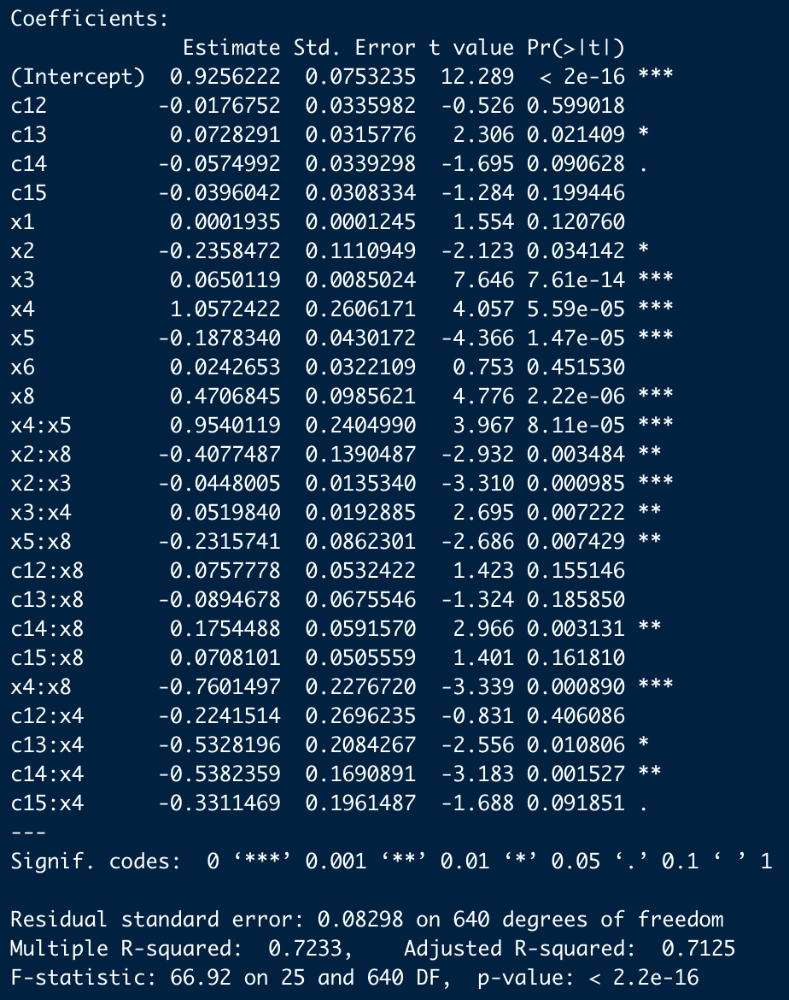 Coefficients:
              Estimate Std. Error t value Pr(>|t|)
(Intercept)  0.9256222  0.0753235  12.289  < 2e-16 ***
c12         -0.0176752  0.0335982  -0.526 0.599018
c13          0.0728291  0.0315776   2.306 0.021409 *
c14         -0.0574992  0.0339298  -1.695 0.090628 .
c15         -0.0396042  0.0308334  -1.284 0.199446
x1           0.0001935  0.0001245   1.554 0.120760
x2          -0.2358472  0.1110949  -2.123 0.034142 *
x3           0.0650119  0.0085024   7.646 7.61e-14 ***
x4           1.0572422  0.2606171   4.057 5.59e-05 ***
x5          -0.1878340  0.0430172  -4.366 1.47e-05 ***
x6           0.0242653  0.0322109   0.753 0.451530
x8           0.4706845  0.0985621   4.776 2.22e-06 ***
x4:x5        0.9540119  0.2404990   3.967 8.11e-05 ***
x2:x8       -0.4077487  0.1390487  -2.932 0.003484 **
x2:x3       -0.0448005  0.0135340  -3.310 0.000985 ***
x3:x4        0.0519840  0.0192885   2.695 0.007222 **
x5:x8       -0.2315741  0.0862301  -2.686 0.007429 **
c12:x8       0.0757778  0.0532422   1.423 0.155146
c13:x8      -0.0894678  0.0675546  -1.324 0.185850
c14:x8       0.1754488  0.0591570   2.966 0.003131 **
c15:x8       0.0708101  0.0505559   1.401 0.161810
x4:x8       -0.7601497  0.2276720  -3.339 0.000890 ***
c12:x4      -0.2241514  0.2696235  -0.831 0.406086
c13:x4      -0.5328196  0.2084267  -2.556 0.010806 *
c14:x4      -0.5382359  0.1690891  -3.183 0.001527 **
c15:x4      -0.3311469  0.1961487  -1.688 0.091851 .
---
Signif. codes:  0 ‘***’ 0.001 ‘**’ 0.01 ‘*’ 0.05 ‘.’ 0.1 ‘ ’ 1
Residual standard error: 0.08298 on 640 degrees of freedom
Multiple R-squared:  0.7233,    Adjusted R-squared:  0.7125
F-statistic: 66.92 on 25 and 640 DF,  p-value: < 2.2e-16